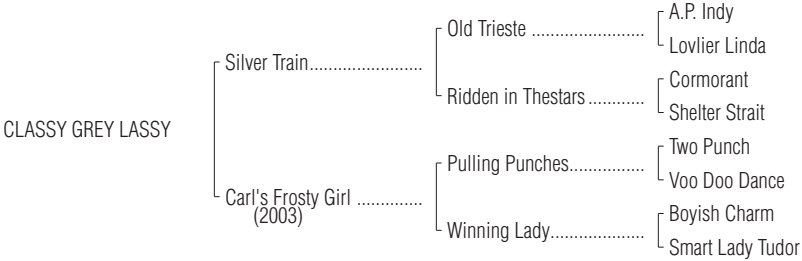 A.P. Indy
Old Trieste .......................
Lovlier Linda
Silver Train.......................
Cormorant
Ridden in Thestars ............
Shelter Strait
CLASSY GREY LASSY
Two Punch
Pulling Punches...............
Voo Doo Dance
Carl's Frosty Girl .............
(2003)
Boyish Charm
Winning Lady...................
Smart Lady Tudor